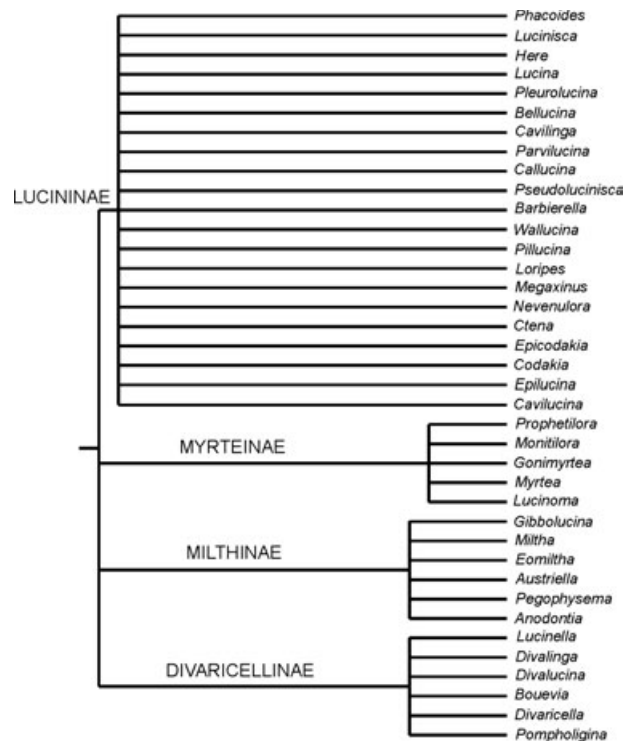 Phacoides
Lucinisca
Here
Lucina
Pleurolucina
Bellucina
Cavilinga
Parvilucina
Callucina
Pseudolucinisca
LUCININAE
Barbierella
Wallucina
Pillucina
Loripes
Megaxinus
Nevenulora
Ctena
Epicodakia
Codakia
Epilucina
Cavilucina
Prophetilora
Monitilora
MYRTEINAE
Gonimyrtea
Myrtea
Lucinoma
Gibbolucina
Miltha
MILTHINAE
Eomiltha
Austriella
Pegophysema
Anodontia
Lucinella
Divalinga
DIVARICELLINAE
Divalucina
Bouevia
Divaricella
Pompholigina